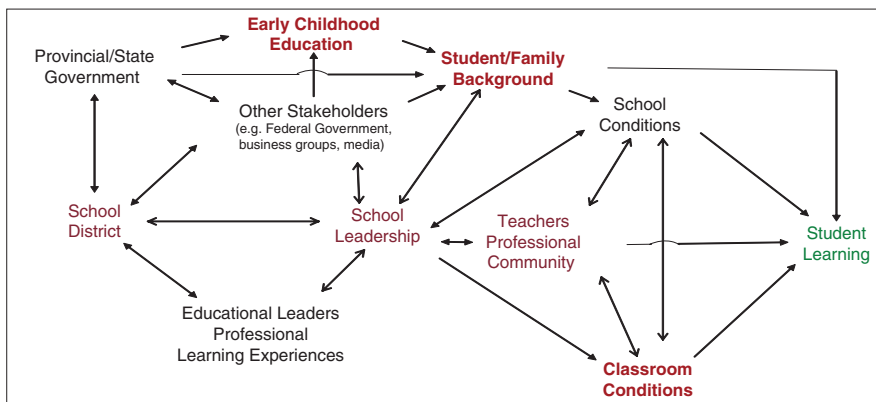 Early Childhood
Education
Provincial/State
Government
Student/Family
Background
Other Stakeholders
(e.g. Federal Government,
business groups, media)
School
Conditions
School
District
School
Leadership
Teachers
Professional
Community
Student
Learning
Educational Leaders
Professional
Learning Experiences
Classroom
Conditions